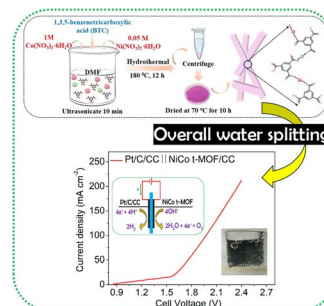 1,3,5-benzenetricarboxylic
acid (BTC)
1M
Co(NO3)2·6H2O
0.05 M
Ni(NO3)2·6H2O
DMF
Hydrothermal
180 °C, 12 h
Centrifuge
Ultrasonicate 10 min
Dried at 70 °C for 10 h
Overall water splitting
Pt/C/CC || NiCo t-MOF/CC
Pt/C/CC NiCo t-MOF
4e- + 4H+ 4OH-
2H2 2H2O + 4e- + O2
Current density (mA cm-2)
250
200
150
100
50
0
0.9 1.2 1.5 1.8 2.1 2.4 2.7
Cell Voltage (V)